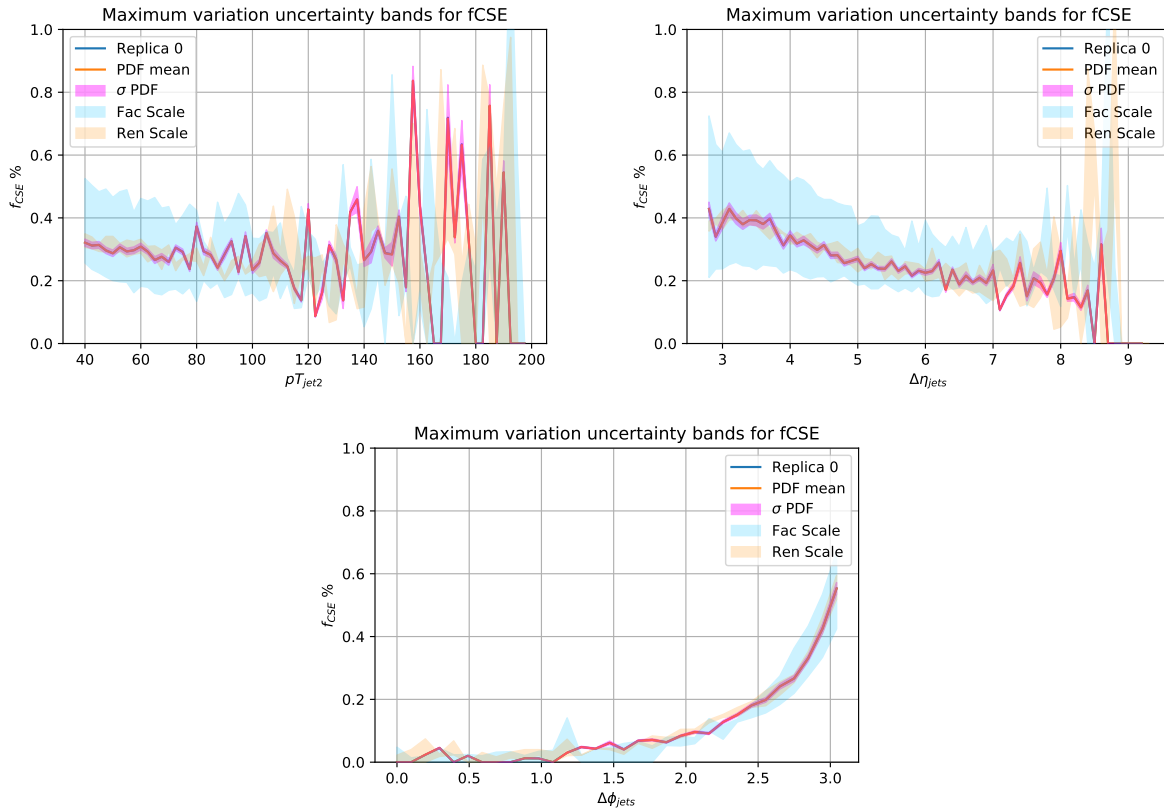 Maximum variation uncertainty bands for fCSE
1.0
0.8
0.6
0.4
0.2
0.0
f_CSE %
Replica 0
PDF mean
σ PDF
Fac Scale
Ren Scale
40 60 80 100 120 140 160 180 200
pT_jet2
Maximum variation uncertainty bands for fCSE
1.0
0.8
0.6
0.4
0.2
0.0
f_CSE %
Replica 0
PDF mean
σ PDF
Fac Scale
Ren Scale
3 4 5 6 7 8 9
Δη_jets
Maximum variation uncertainty bands for fCSE
1.0
0.8
0.6
0.4
0.2
0.0
f_CSE %
Replica 0
PDF mean
σ PDF
Fac Scale
Ren Scale
0.0 0.5 1.0 1.5 2.0 2.5 3.0
Δϕ_jets